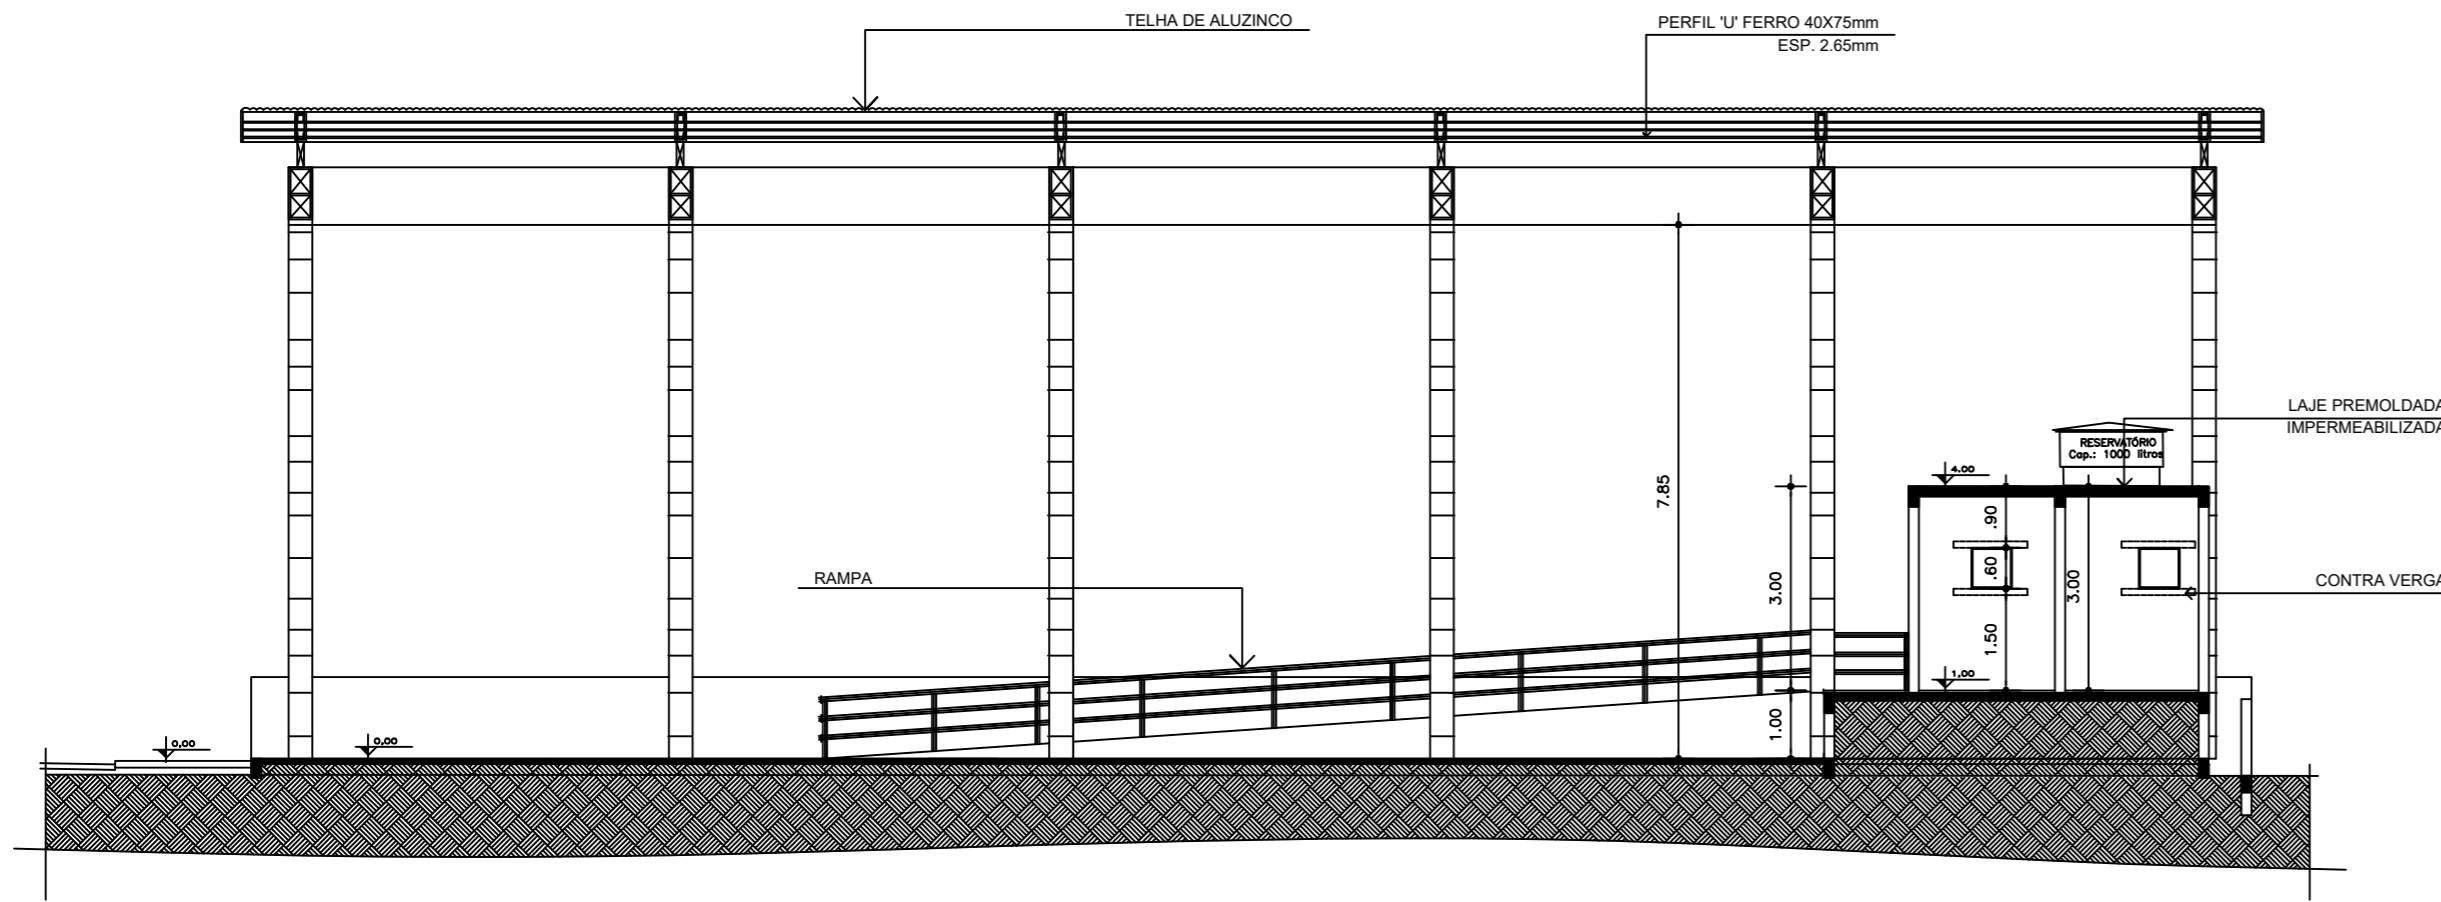 TELHA DE ALUZINCO
PERFIL 'U' FERRO 40X75mm
ESP. 2.65mm
LAJE PREMOLDADA
IMPERMEABILIZADA
RESERVATÓRIO
Cap.: 1000 litros
4.00
7.85
.90
.60
3.00
3.00
CONTRA VERGA
RAMPA
1.50
1,00
1.00
0,00
0,00